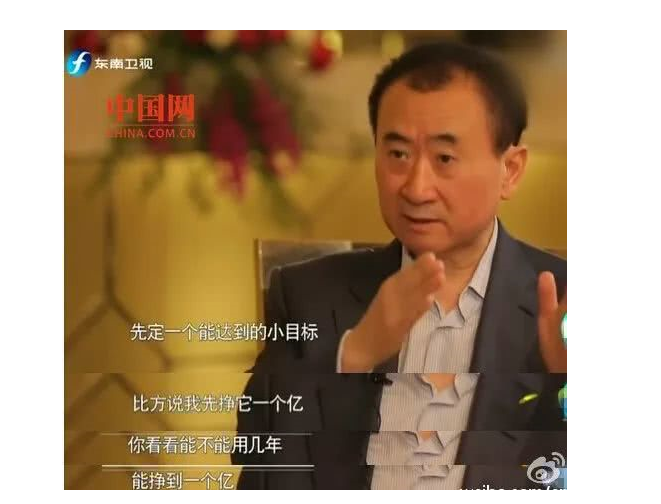 东南卫视
中国网
CHINA.COM.CN
先定一个能达到的小目标
比方说我先挣它一个亿
你看看能不能用几年
能挣到一个亿